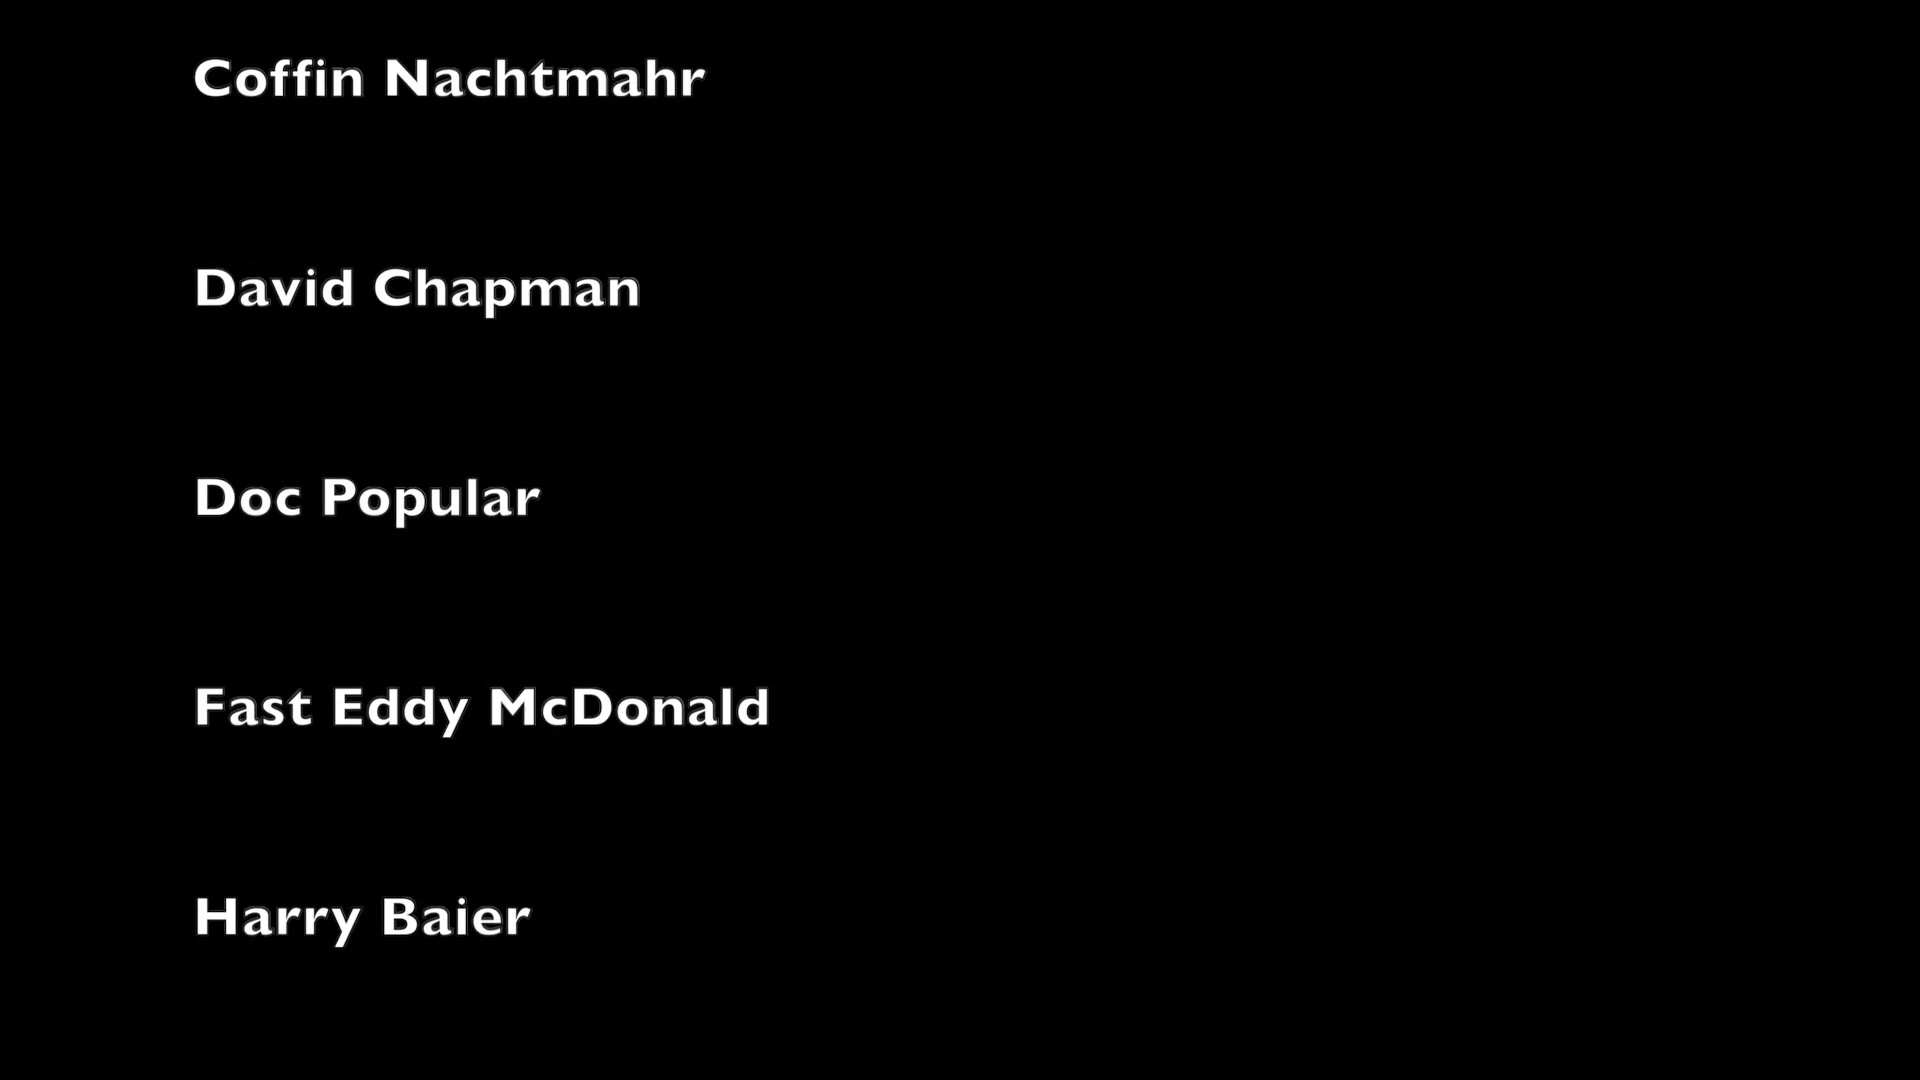 Coffin Nachtmahr
David Chapman
Doc Popular
Fast Eddy McDonald
Harry Baier